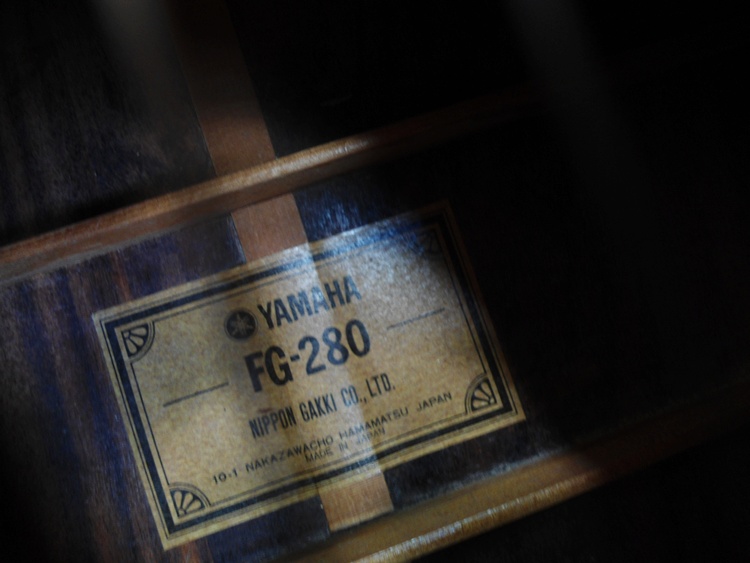 YAMAHA
FG-280
NIPPON GAKKI CO., LTD.
10-1 NAKAZAWACHO HAMAMATSU JAPAN
MADE IN JAPAN